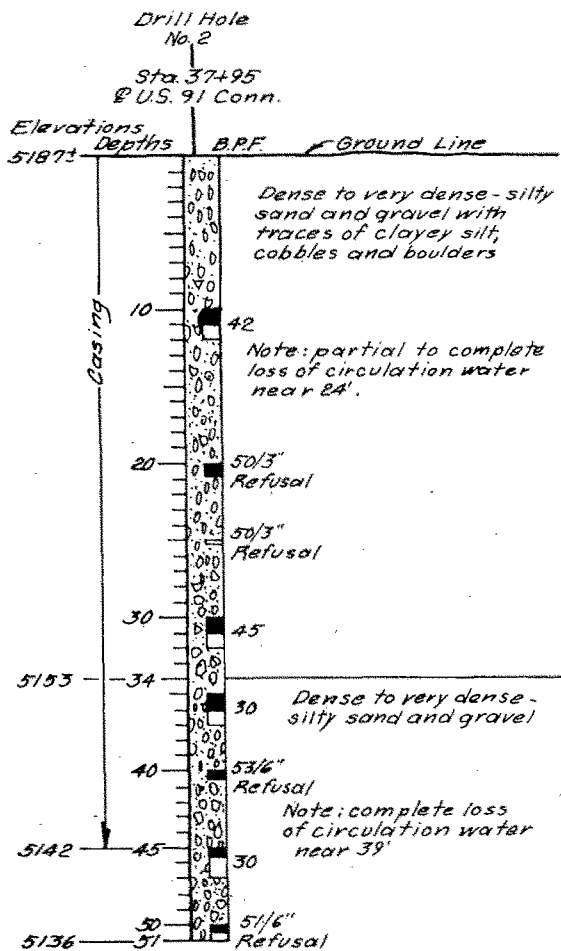 Drill Hole
No. 2
Sta. 37+95
℄ U.S. 91 Conn.
Elevations
Depths
B.P.F.
Ground Line
5187±
Dense to very dense-silty
sand and gravel with
traces of clayey silt,
cobbles and boulders
Casing
10
42
Note: partial to complete
loss of circulation water
near 24'.
20
50/3"
Refusal
50/3"
Refusal
30
45
5153
34
Dense to very dense-
silty sand and gravel
30
40
53/6"
Refusal
Note: complete loss
of circulation water
near 39'
5142
45
30
50
51/6"
5136
51
Refusal